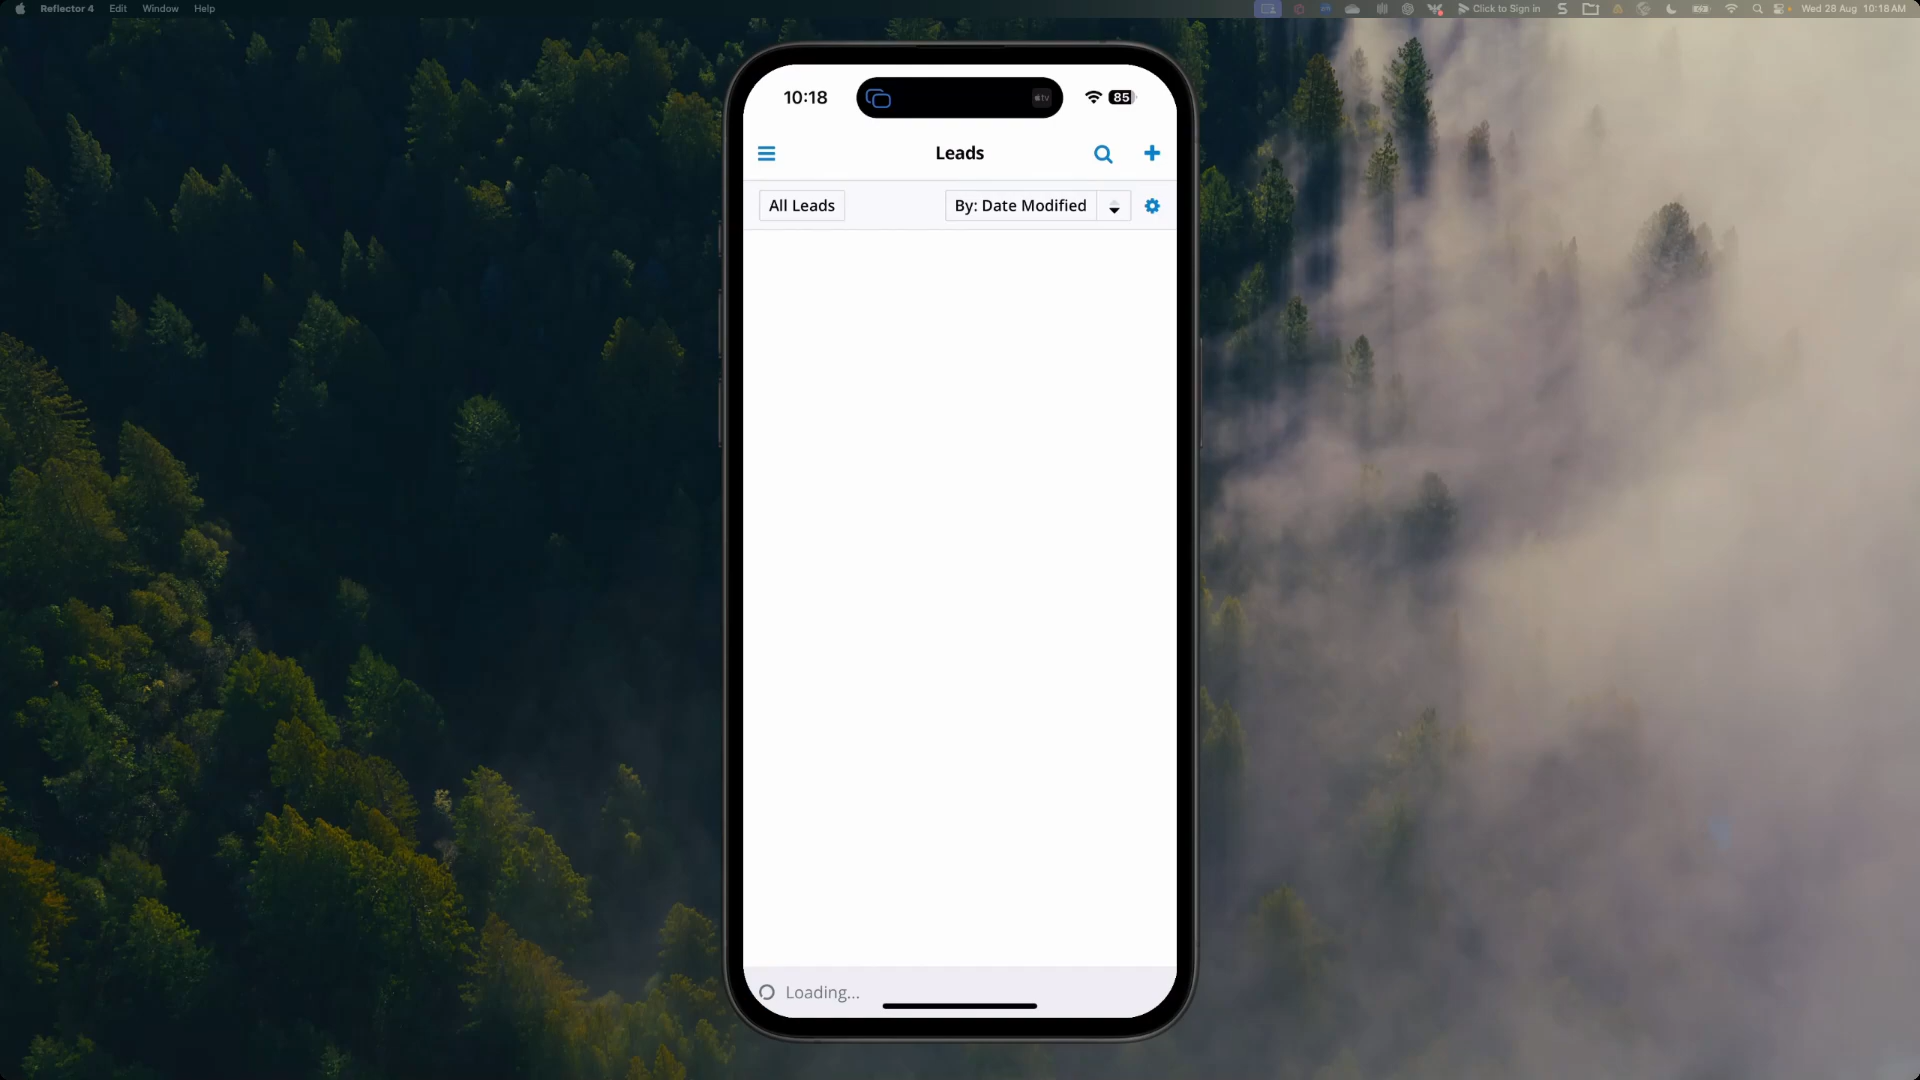 Reflector 4 Edit Window Help Click to Sign in Wed 28 Aug 10:18 AM
10:18 tv 85
Leads
All Leads By: Date Modified
Loading...